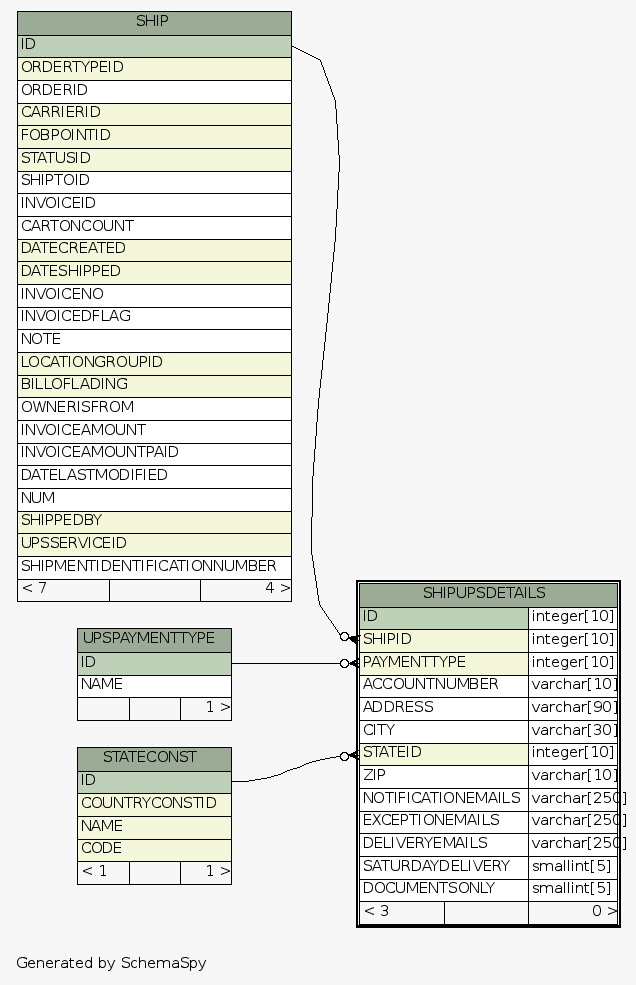 SHIP
ID
ORDERTYPEID
ORDERID
CARRIERID
FOBPOINTID
STATUSID
SHIPTOID
INVOICEID
CARTONCOUNT
DATECREATED
DATESHIPPED
INVOICENO
INVOICEDFLAG
NOTE
LOCATIONGROUPID
BILLOFLADING
OWNERISFROM
INVOICEAMOUNT
INVOICEAMOUNTPAID
DATELASTMODIFIED
NUM
SHIPPEDBY
UPSSERVICEID
SHIPMENTIDENTIFICATIONNUMBER
< 7 4 >
UPSPAYMENTTYPE
ID
NAME
1 >
STATECONST
ID
COUNTRYCONSTID
NAME
CODE
< 1 1 >
SHIPUPSDETAILS
ID integer[10]
SHIPID integer[10]
PAYMENTTYPE integer[10]
ACCOUNTNUMBER varchar[10]
ADDRESS varchar[90]
CITY varchar[30]
STATEID integer[10]
ZIP varchar[10]
NOTIFICATIONEMAILS varchar[250]
EXCEPTIONEMAILS varchar[250]
DELIVERYEMAILS varchar[250]
SATURDAYDELIVERY smallint[5]
DOCUMENTSONLY smallint[5]
< 3 0 >
Generated by SchemaSpy